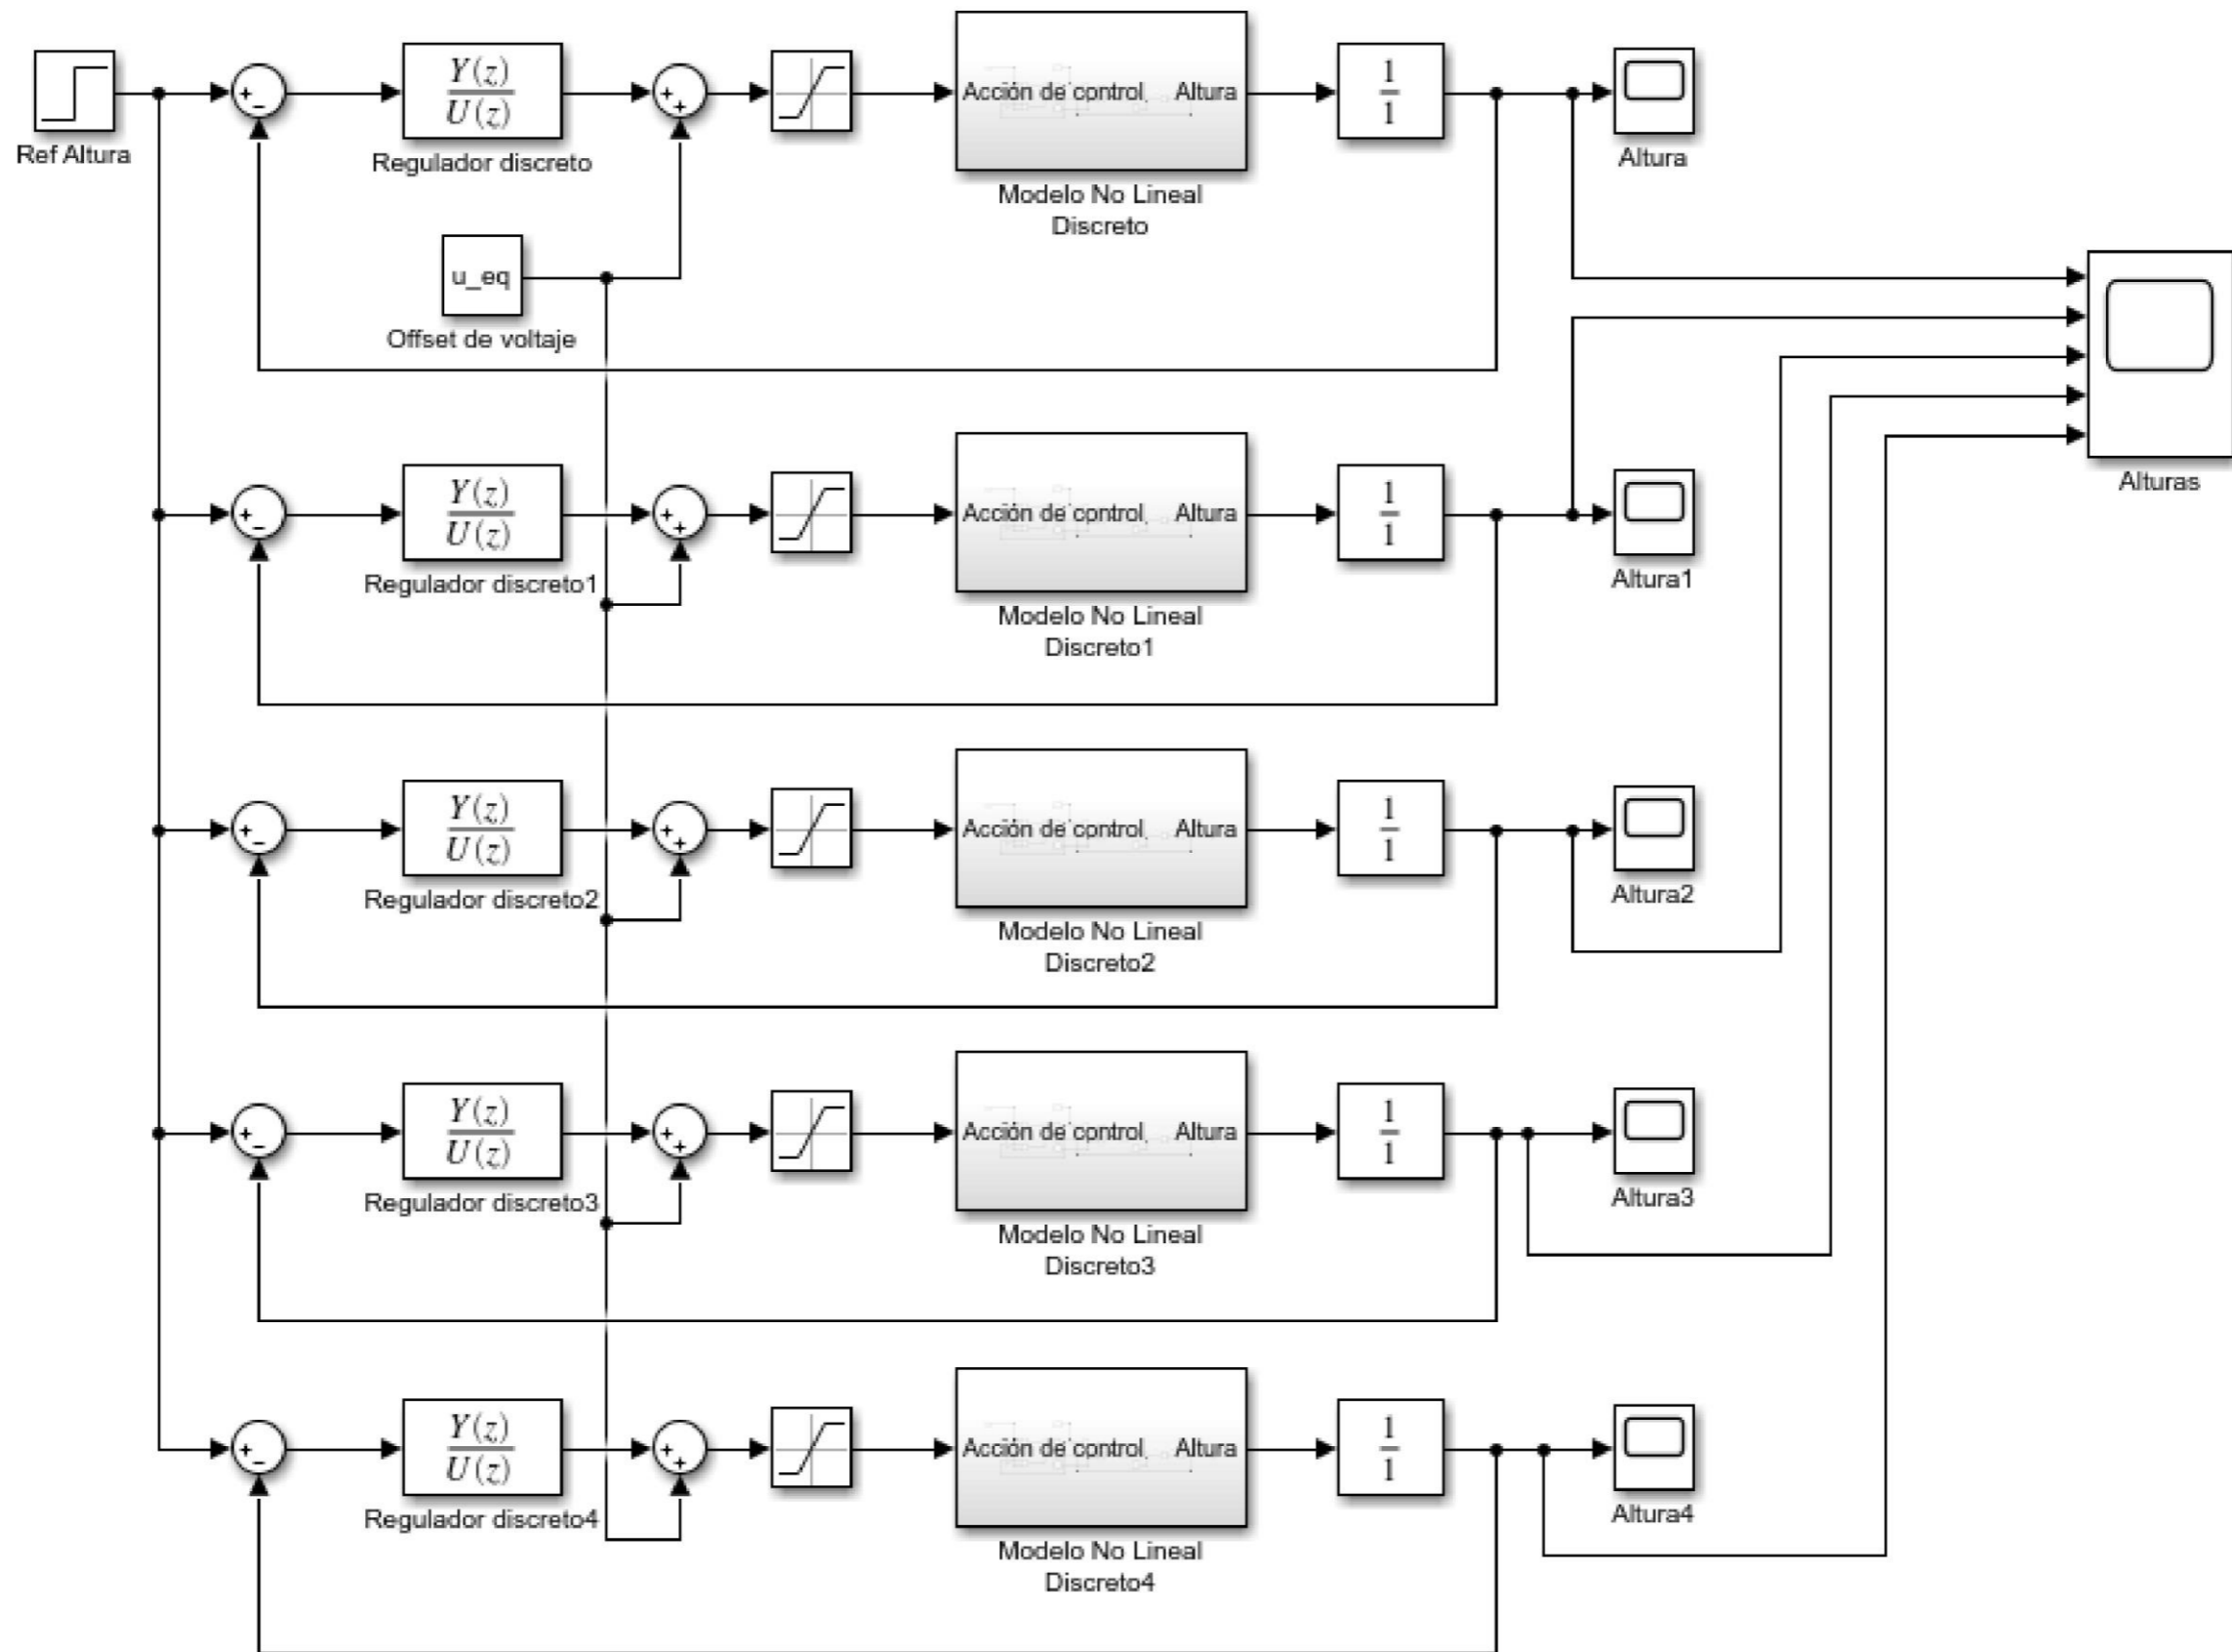 Ref Altura
+
−
Y(z)
U(z)
Regulador discreto
+
+
Acción de control
Altura
Modelo No Lineal
Discreto
1
1
Altura
u_eq
Offset de voltaje
Alturas
+
−
Y(z)
U(z)
Regulador discreto1
+
+
Acción de control
Altura
Modelo No Lineal
Discreto1
1
1
Altura1
+
−
Y(z)
U(z)
Regulador discreto2
+
+
Acción de control
Altura
Modelo No Lineal
Discreto2
1
1
Altura2
+
−
Y(z)
U(z)
Regulador discreto3
+
+
Acción de control
Altura
Modelo No Lineal
Discreto3
1
1
Altura3
+
−
Y(z)
U(z)
Regulador discreto4
+
+
Acción de control
Altura
Modelo No Lineal
Discreto4
1
1
Altura4